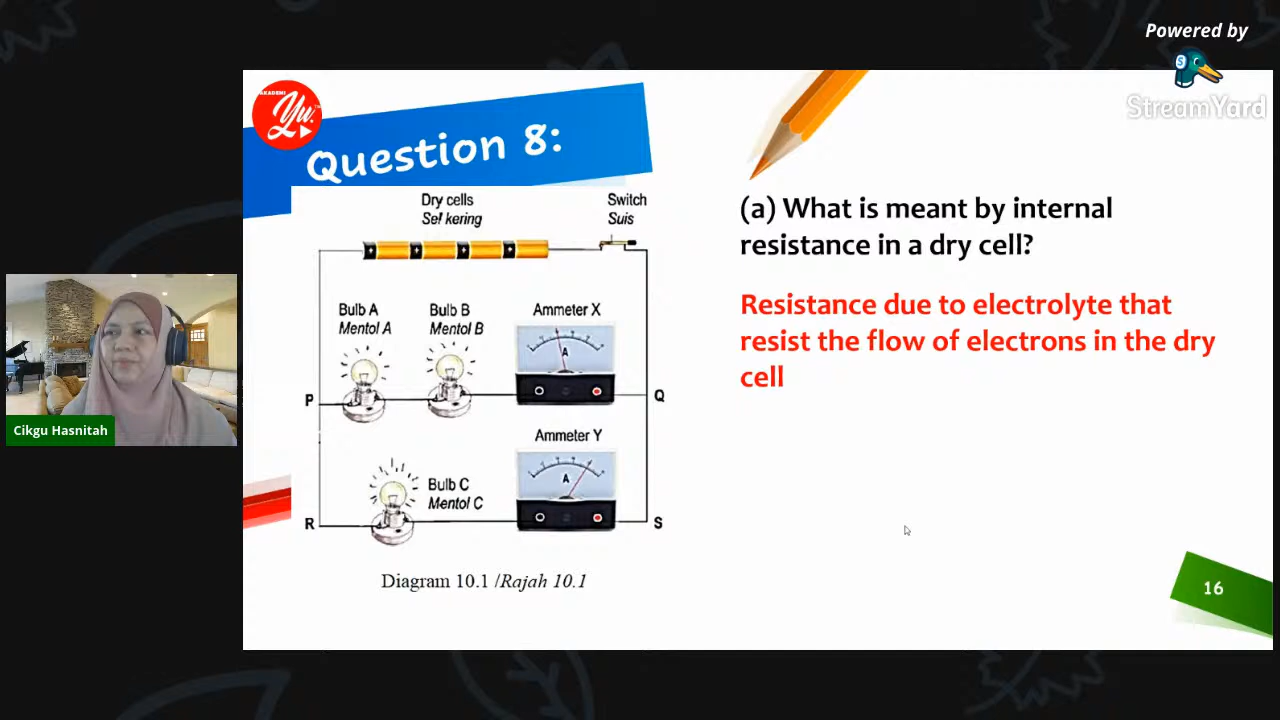 Powered by
S
StreamYard
AKADEMI
Yu.
Question 8:
Dry cells
Sel kering
Switch
Suis
Bulb A
Mentol A
Bulb B
Mentol B
Ammeter X
A
P
Q
Ammeter Y
A
Bulb C
Mentol C
R
S
Diagram 10.1 /Rajah 10.1
(a) What is meant by internal
resistance in a dry cell?
Resistance due to electrolyte that
resist the flow of electrons in the dry
cell
16
Cikgu Hasnitah